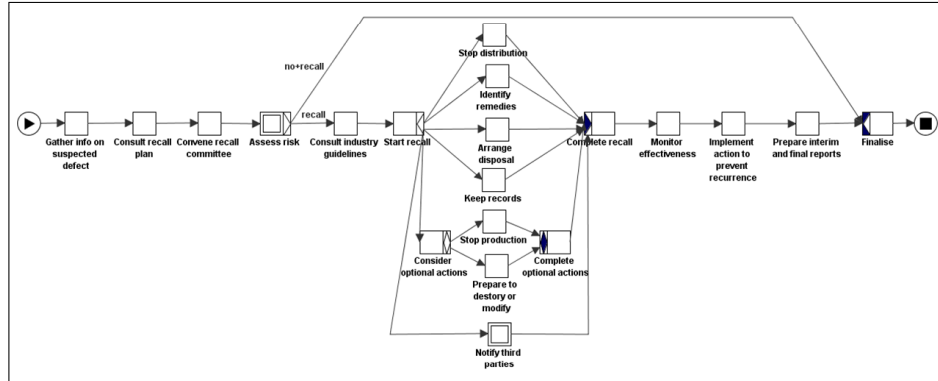 Stop distribution
no+recall
Identify
remedies
recall
Gather info on
suspected
defect
Consult recall
plan
Convene recall
committee
Assess risk
Consult industry
guidelines
Start recall
Arrange
disposal
Complete recall
Monitor
effectiveness
Implement
action to
prevent
recurrence
Prepare interim
and final reports
Finalise
Keep records
Stop production
Consider
optional actions
Complete
optional actions
Prepare to
destory or
modify
Notify third
parties